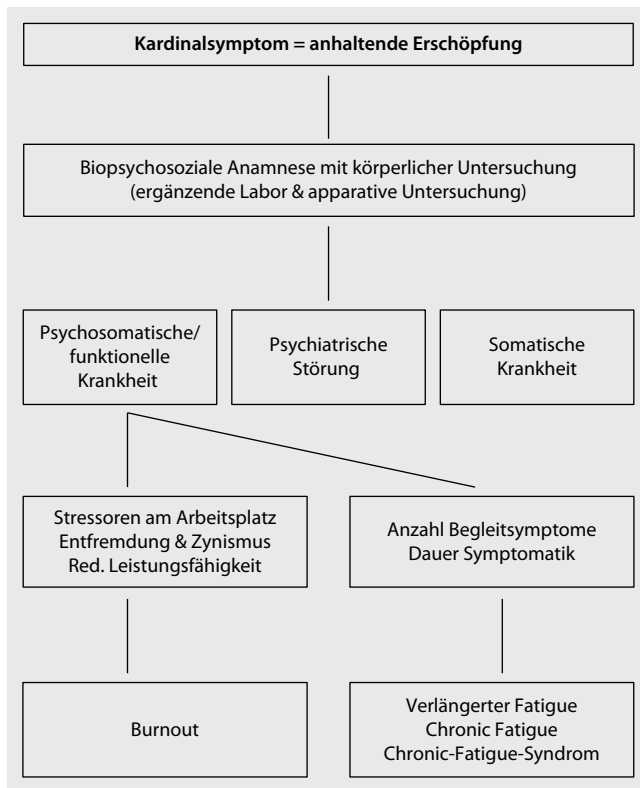 Kardinalsymptom = anhaltende Erschöpfung
Biopsychosoziale Anamnese mit körperlicher Untersuchung
(ergänzende Labor & apparative Untersuchung)
Psychosomatische/
funktionelle
Krankheit
Psychiatrische
Störung
Somatische
Krankheit
Stressoren am Arbeitsplatz
Entfremdung & Zynismus
Red. Leistungsfähigkeit
Anzahl Begleitsymptome
Dauer Symptomatik
Burnout
Verlängerter Fatigue
Chronic Fatigue
Chronic-Fatigue-Syndrom